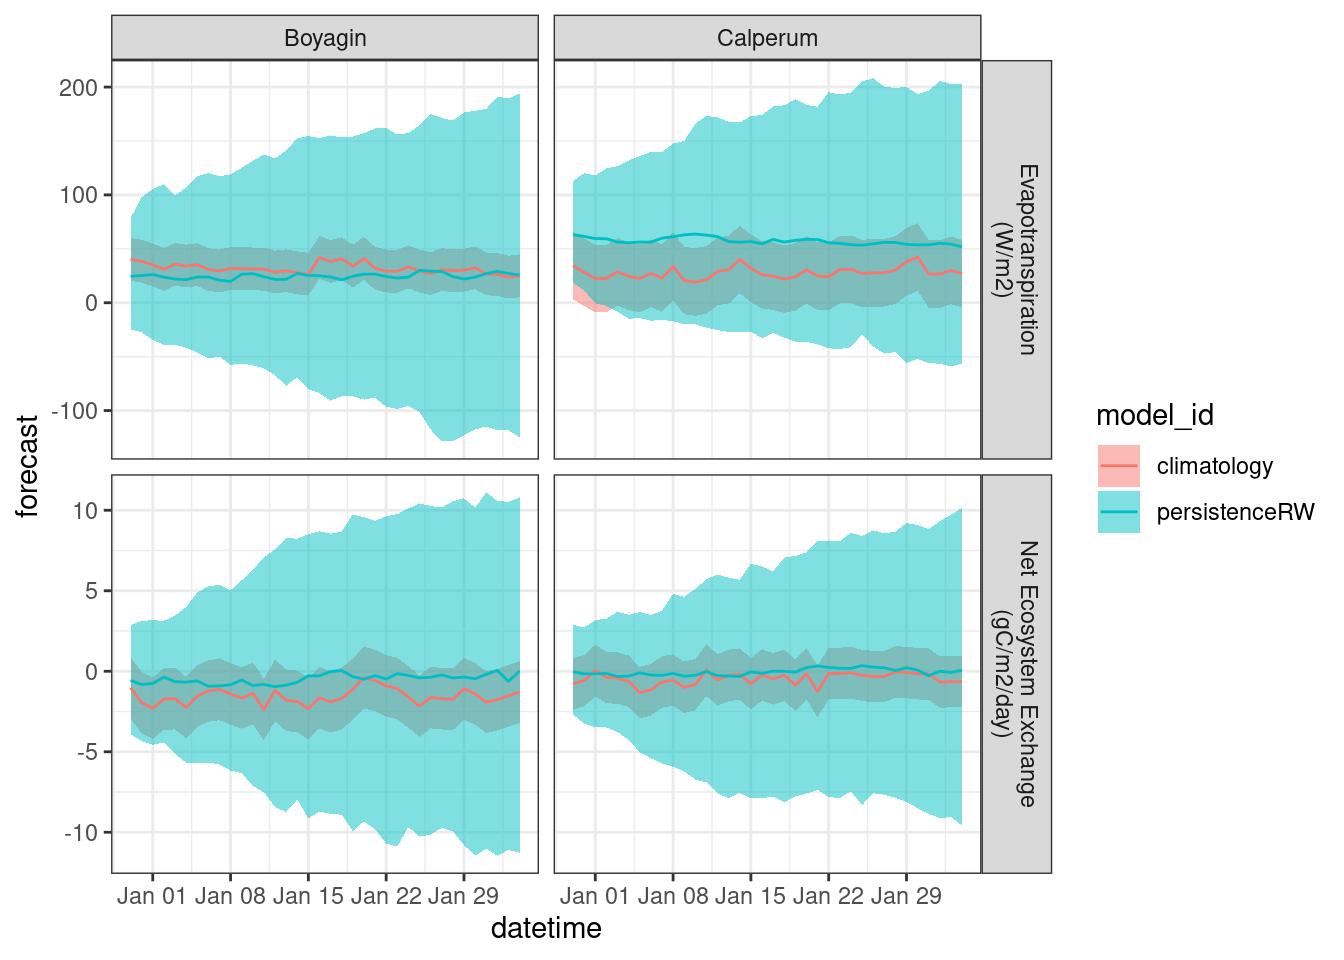 Boyagin
Calperum
200
100
0
-100
Evapotranspiration
(W/m2)
10
5
0
-5
-10
Net Ecosystem Exchange
(gC/m2/day)
forecast
Jan 01 Jan 08 Jan 15 Jan 22 Jan 29
Jan 01 Jan 08 Jan 15 Jan 22 Jan 29
datetime
model_id
climatology
persistenceRW